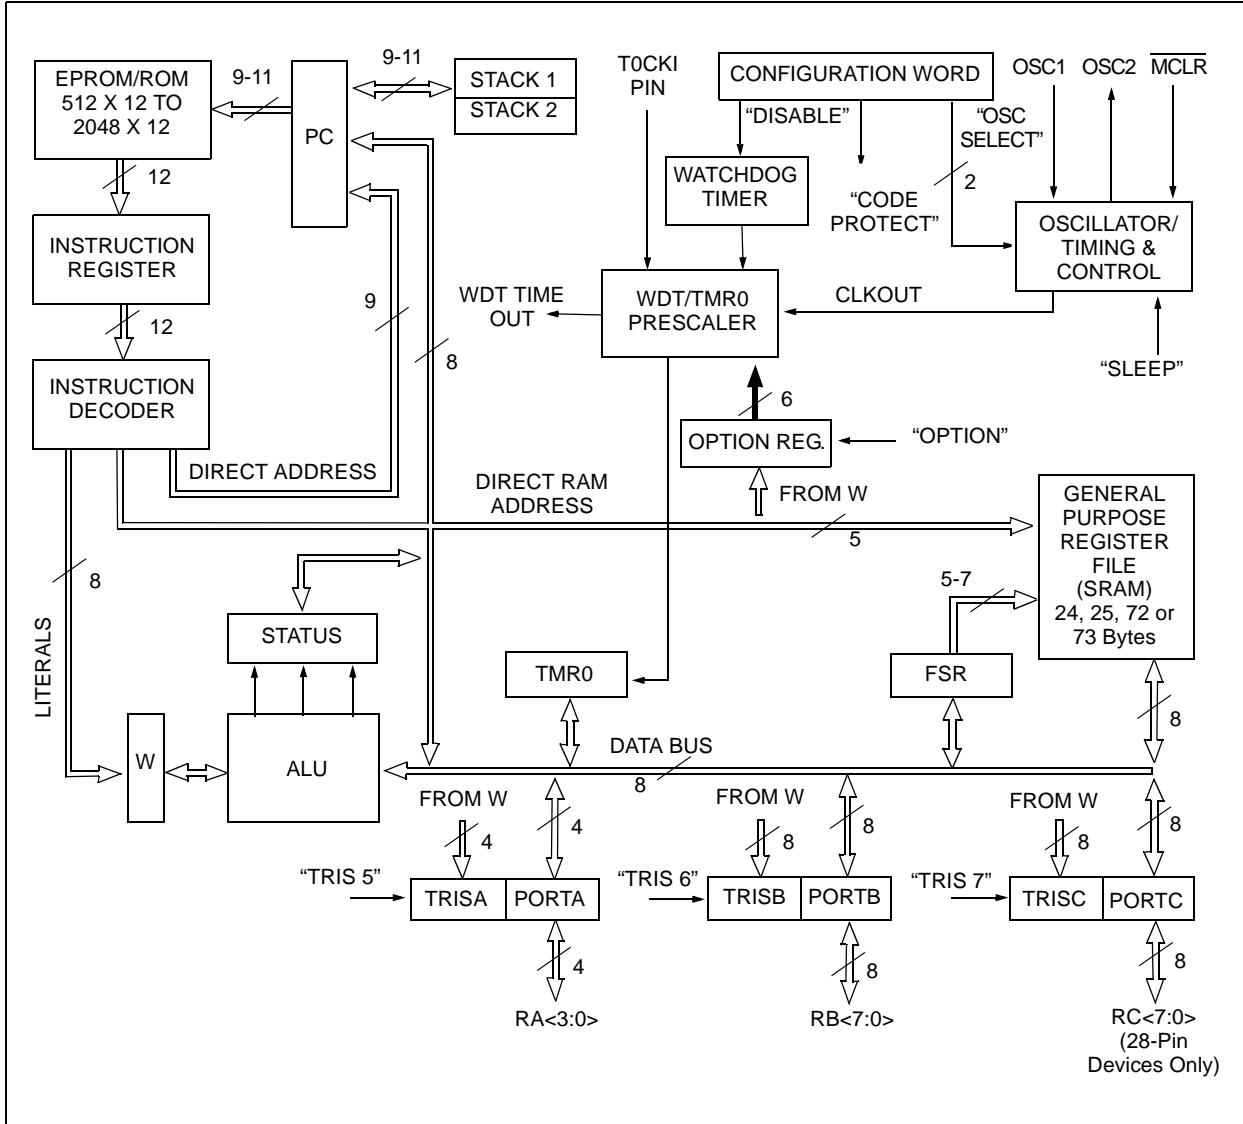 EPROM/ROM
512 X 12 TO
2048 X 12
9-11
PC
9-11
STACK 1
STACK 2
T0CKI
PIN
CONFIGURATION WORD
OSC1
OSC2
MCLR
“DISABLE”
“OSC
SELECT”
12
WATCHDOG
TIMER
2
“CODE
PROTECT”
INSTRUCTION
REGISTER
OSCILLATOR/
TIMING &
CONTROL
9
WDT TIME
OUT
WDT/TMR0
PRESCALER
CLKOUT
12
8
“SLEEP”
INSTRUCTION
DECODER
6
OPTION REG.
“OPTION”
DIRECT ADDRESS
DIRECT RAM
ADDRESS
FROM W
5
GENERAL
PURPOSE
REGISTER
FILE
(SRAM)
24, 25, 72 or
73 Bytes
8
5-7
LITERALS
STATUS
TMR0
FSR
8
W
ALU
DATA BUS
8
FROM W
4
4
FROM W
8
8
FROM W
8
8
“TRIS 5”
TRISA
PORTA
“TRIS 6”
TRISB
PORTB
“TRIS 7”
TRISC
PORTC
4
8
8
RA<3:0>
RB<7:0>
RC<7:0>
(28-Pin
Devices Only)